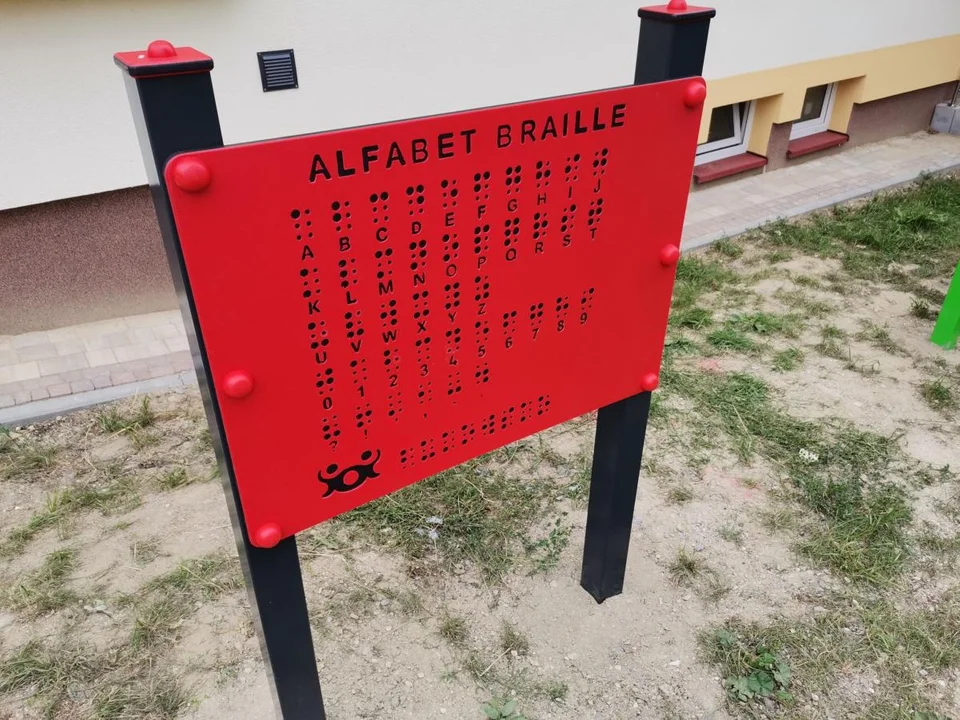 ALFABET BRAILLE
A B C D E F G H I J
K L M N O P Q R S T
U V W X Y Z
0 1 2 3 4 5 6 7 8 9
? ! : , - .